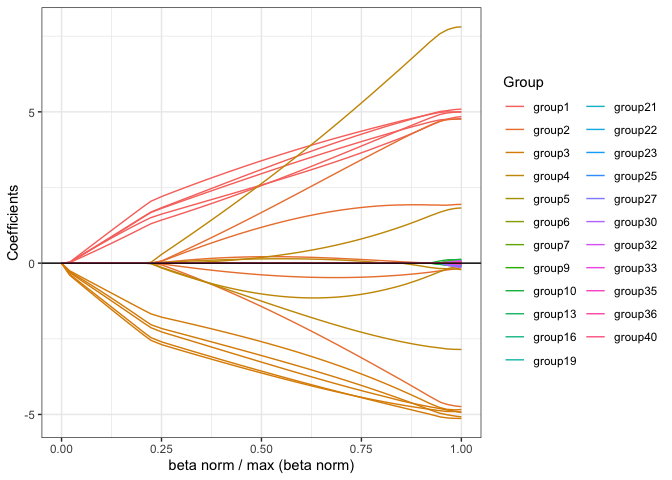 5
0
-5
Coefficients
0.00 0.25 0.50 0.75 1.00
beta norm / max (beta norm)
Group
group1 group21
group2 group22
group3 group23
group4 group25
group5 group27
group6 group30
group7 group32
group9 group33
group10 group35
group13 group36
group16 group40
group19